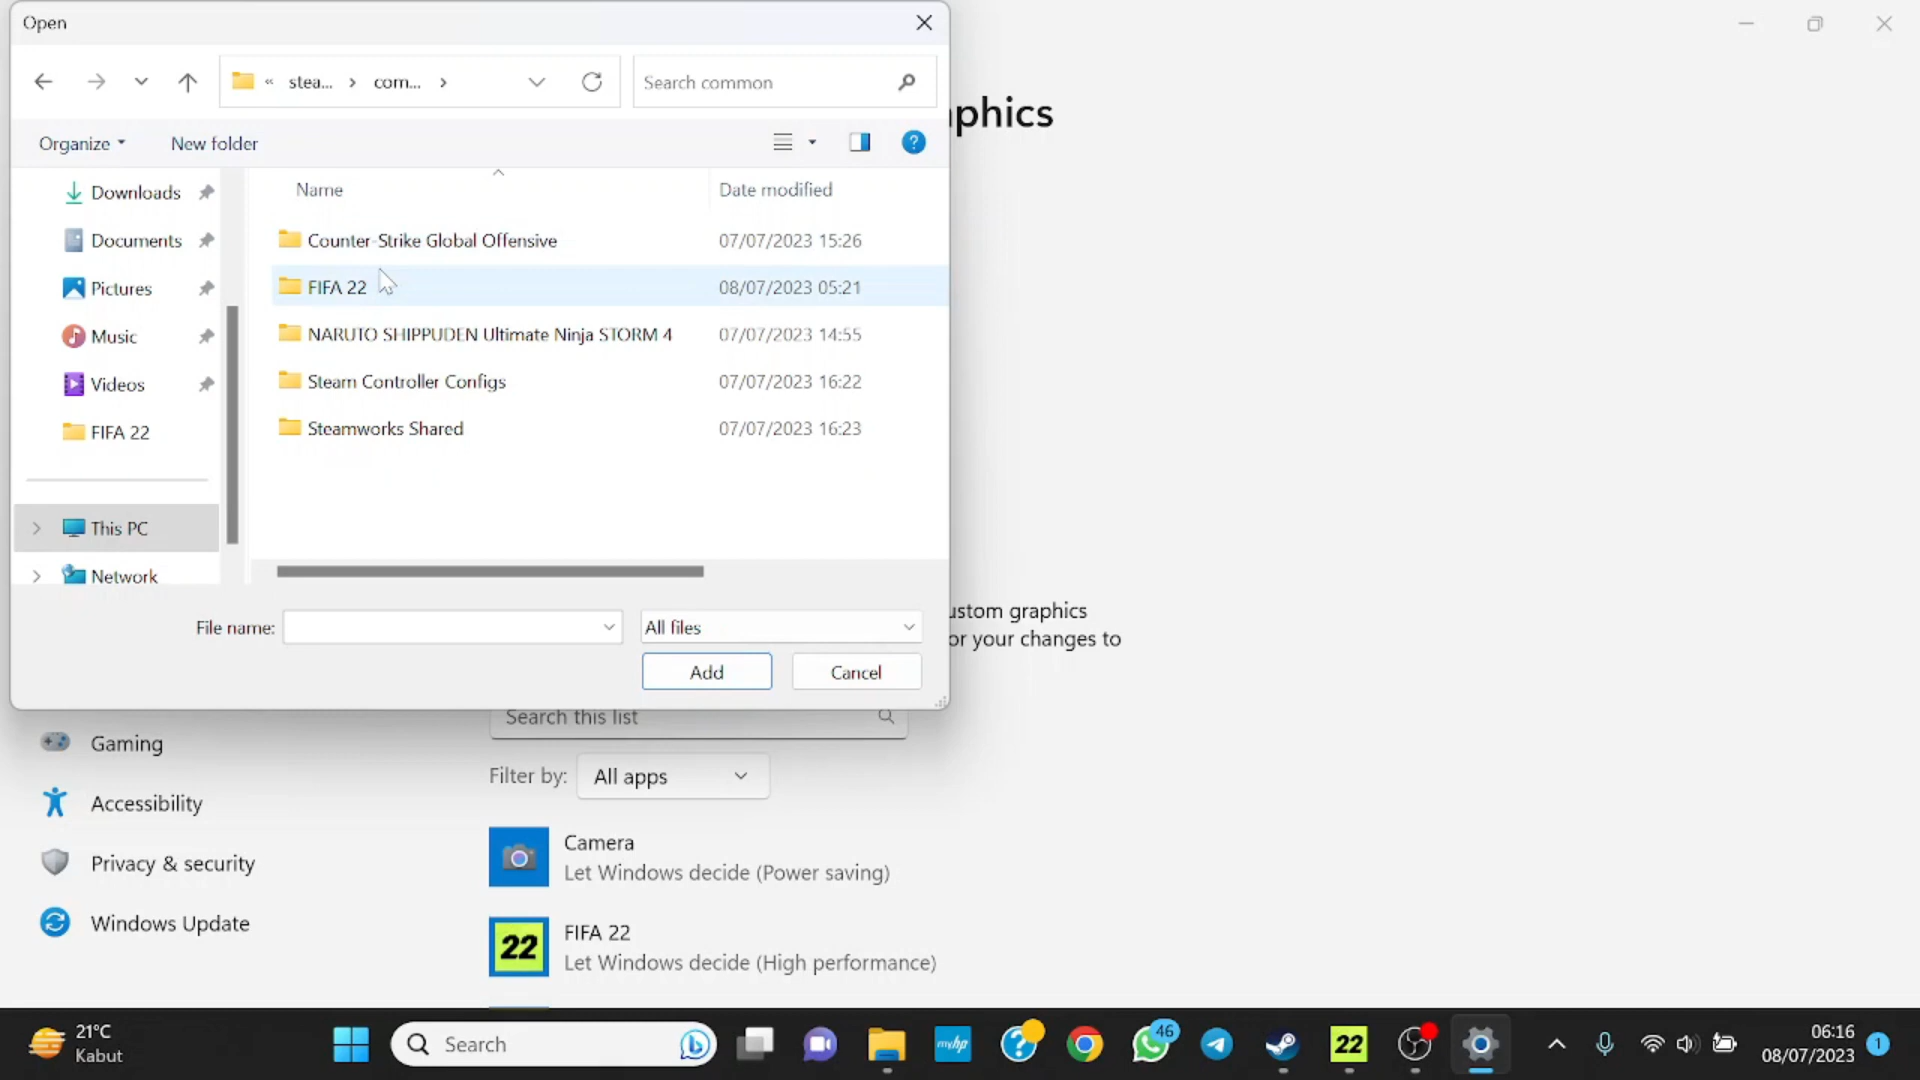 Open
« stea... › com... ›
Search common
Organize
New folder
?
Name
Date modified
Downloads
Documents
Pictures
Music
Videos
FIFA 22
This PC
Network
Counter-Strike Global Offensive 07/07/2023 15:26
FIFA 22 08/07/2023 05:21
NARUTO SHIPPUDEN Ultimate Ninja STORM 4 07/07/2023 14:55
Steam Controller Configs 07/07/2023 16:22
Steamworks Shared 07/07/2023 16:23
File name:
All files
Add
Cancel
phics
ustom graphics
or your changes to
Gaming
Accessibility
Privacy & security
Windows Update
Search this list
Filter by: All apps
Camera
Let Windows decide (Power saving)
22
FIFA 22
Let Windows decide (High performance)
21°C
Kabut
Search
myhp
?
46
22
06:16
08/07/2023
1